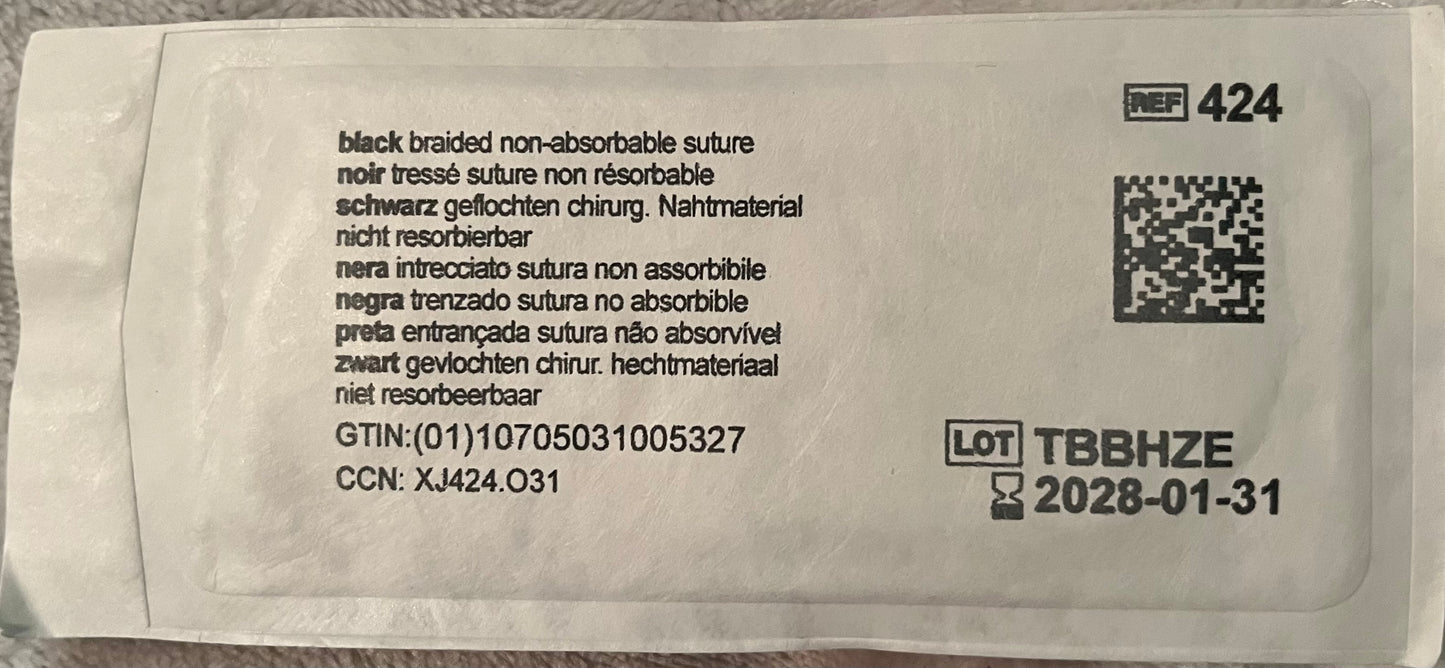 REF 424
black braided non-absorbable suture
noir tressé suture non résorbable
schwarz geflochten chirurg. Nahtmaterial
nicht resorbierbar
nera intrecciato sutura non assorbibile
negra trenzado sutura no absorbible
preta entrançada sutura não absorvível
zwart gevlochten chirur. hechtmateriaal
niet resorbeerbaar
GTIN:(01)10705031005327
CCN: XJ424.O31
LOT TBBHZE
2028-01-31